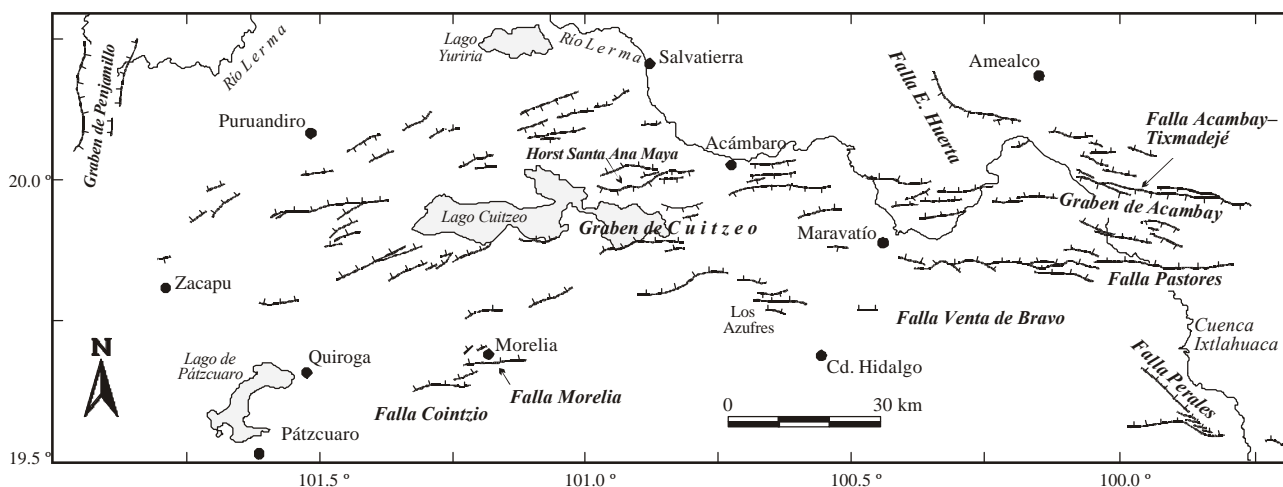 Lago
Yuriria
Río Lerma
Río Lerma
Salvatierra
Amealco
Graben de Penjamillo
Puruandiro
Falla E. Huerta
Falla Acambay–
Tixmadejé
Acámbaro
Horst Santa Ana Maya
20.0 º
Lago Cuitzeo
Graben de Cuitzeo
Graben de Acambay
Maravatío
Zacapu
Falla Pastores
Los
Azufres
Falla Venta de Bravo
Cuenca
Ixtlahuaca
N
Lago de
Pátzcuaro
Quiroga
Morelia
Cd. Hidalgo
Falla Perales
Falla Morelia
Falla Cointzio
0 30 km
Pátzcuaro
19.5 º
101.5 º 101.0 º 100.5 º 100.0 º